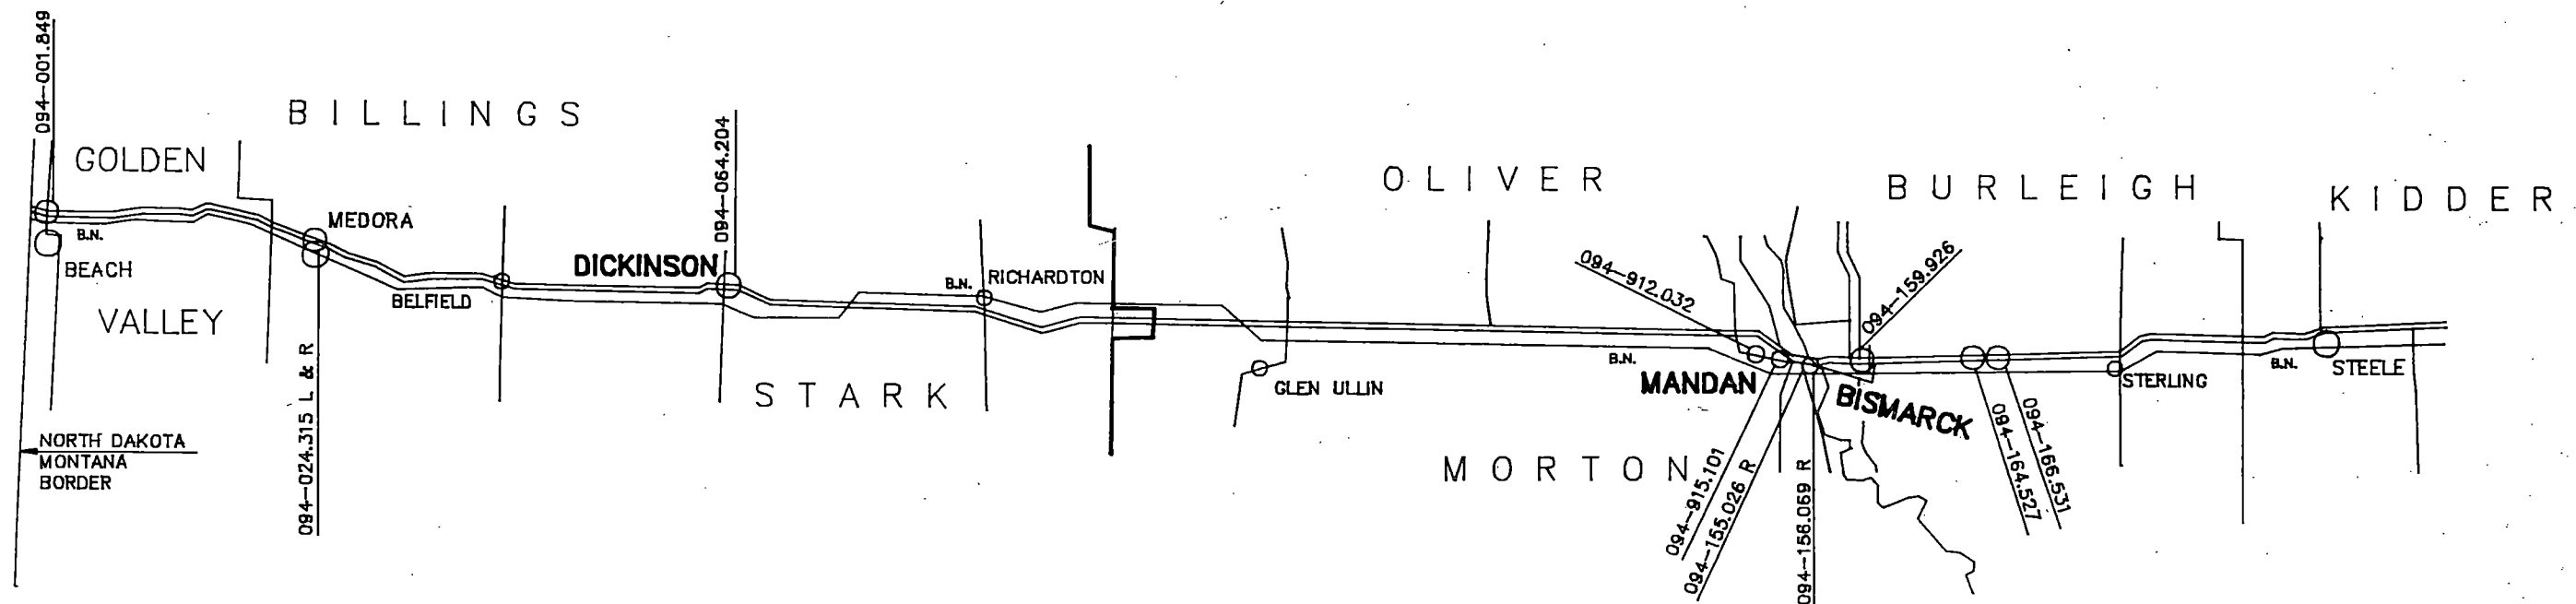 094-001.849
BILLINGS
GOLDEN
VALLEY
B.N.
BEACH
MEDORA
094-024.315 L & R
NORTH DAKOTA
MONTANA
BORDER
BELFIELD
DICKINSON
094-064.204
B.N.
RICHARDTON
STARK
OLIVER
GLEN ULLIN
MORTON
B.N.
094-912.032
MANDAN
094-915.101
094-155.026 R
094-156.069 R
BURLEIGH
094-159.926
BISMARCK
094-164.527
094-166.531
STERLING
KIDDER
B.N.
STEELE